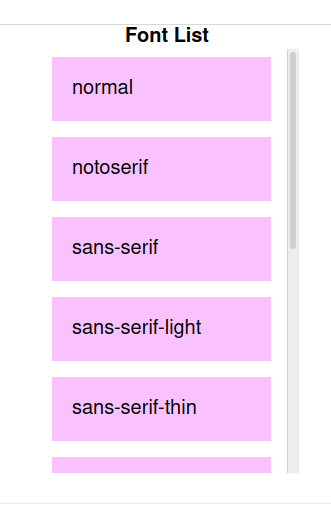 Font List
normal
notoserif
sans-serif
sans-serif-light
sans-serif-thin